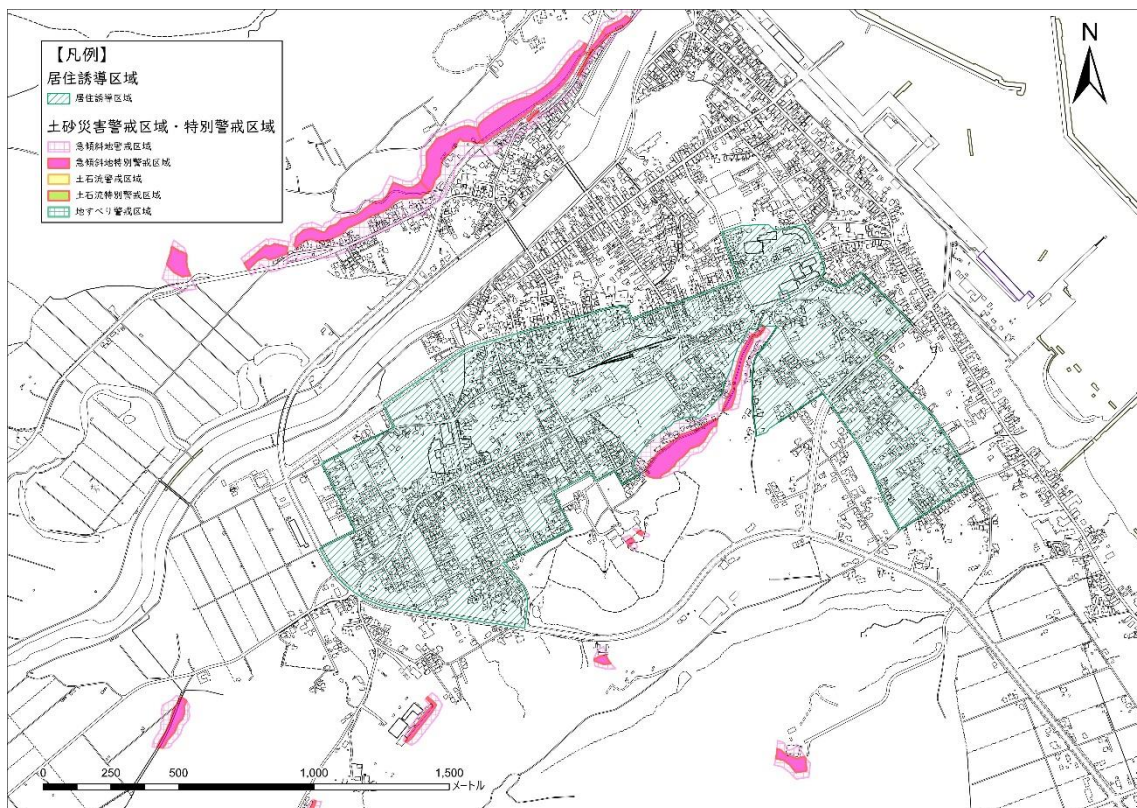 【凡例】
居住誘導区域
居住誘導区域
土砂災害警戒区域・特別警戒区域
急傾斜地警戒区域
急傾斜地特別警戒区域
土石流警戒区域
土石流特別警戒区域
地すべり警戒区域
N
0 250 500 1,000 1,500
メートル